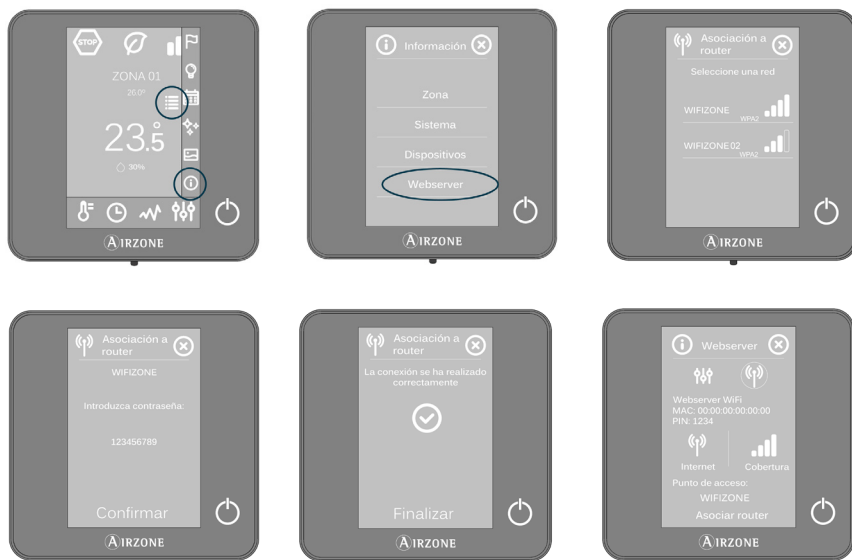 STOP
ZONA 01
26.0º
23.5º
30%
AIRZONE
Información
Zona
Sistema
Dispositivos
Webserver
AIRZONE
Asociación a
router
Seleccione una red
WIFIZONE
WPA2
WIFIZONE 02
WPA2
AIRZONE
Asociación a
router
WIFIZONE
Introduzca contraseña:
123456789
Confirmar
AIRZONE
Asociación a
router
La conexión se ha realizado
correctamente
Finalizar
AIRZONE
Webserver
Webserver WiFi
MAC: 00:00:00:00:00:00
PIN: 1234
Internet
Cobertura
Punto de acceso:
WIFIZONE
Asociar router
AIRZONE